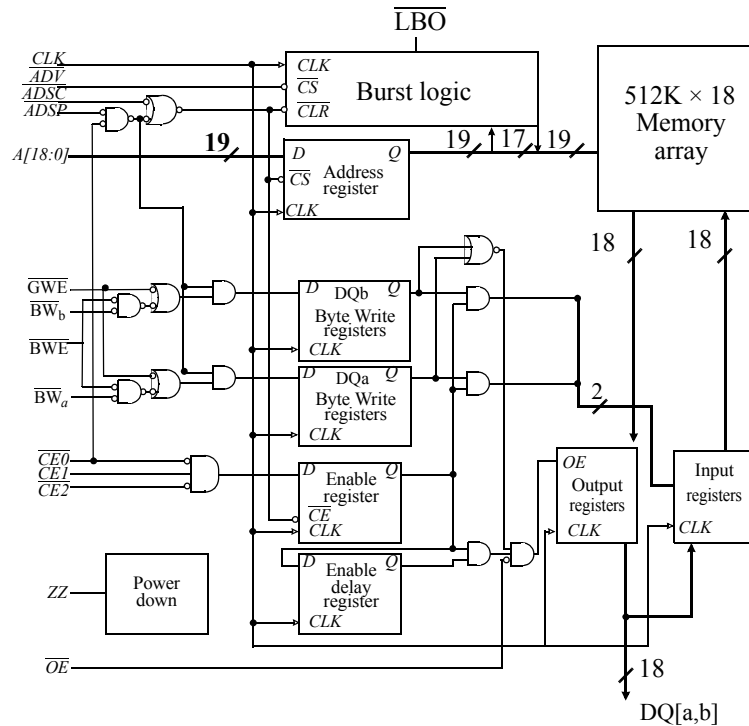 LBO
CLK
ADV
ADSC
ADSP
CLK
CS
CLR
Burst logic
512K × 18
Memory
array
A[18:0]
19
D
Q
CS
Address
register
CLK
19
17
19
18
18
GWE
BWb
BWE
BWa
D
DQb
Q
Byte Write
registers
CLK
D
DQa
Q
Byte Write
registers
CLK
2
CE0
CE1
CE2
D
Enable
Q
register
CE
CLK
OE
Output
registers
CLK
Input
registers
CLK
D
Enable
Q
delay
register
CLK
ZZ
Power
down
OE
18
DQ[a,b]